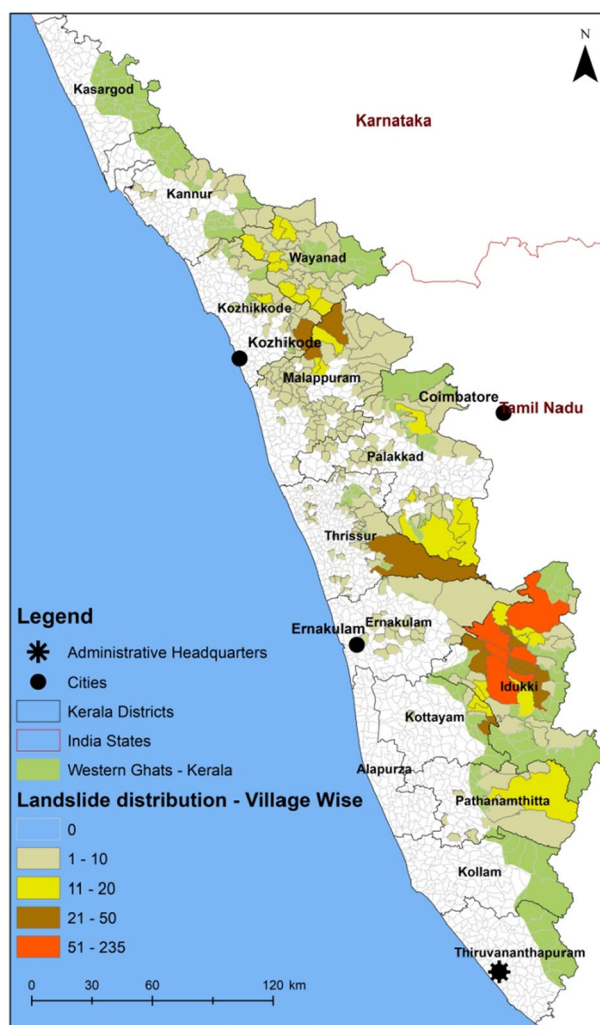 N
Kasargod
Karnataka
Kannur
Wayanad
Kozhikkode
Kozhikode
Malappuram
Coimbatore
Tamil Nadu
Palakkad
Thrissur
Legend
Ernakulam
Ernakulam
Administrative Headquarters
Cities
Idukki
Kerala Districts
Kottayam
India States
Western Ghats - Kerala
Alapurza
Landslide distribution - Village Wise
Pathanamthitta
0
1 - 10
Kollam
11 - 20
21 - 50
51 - 235
Thiruvananthapuram
0 30 60 120 km